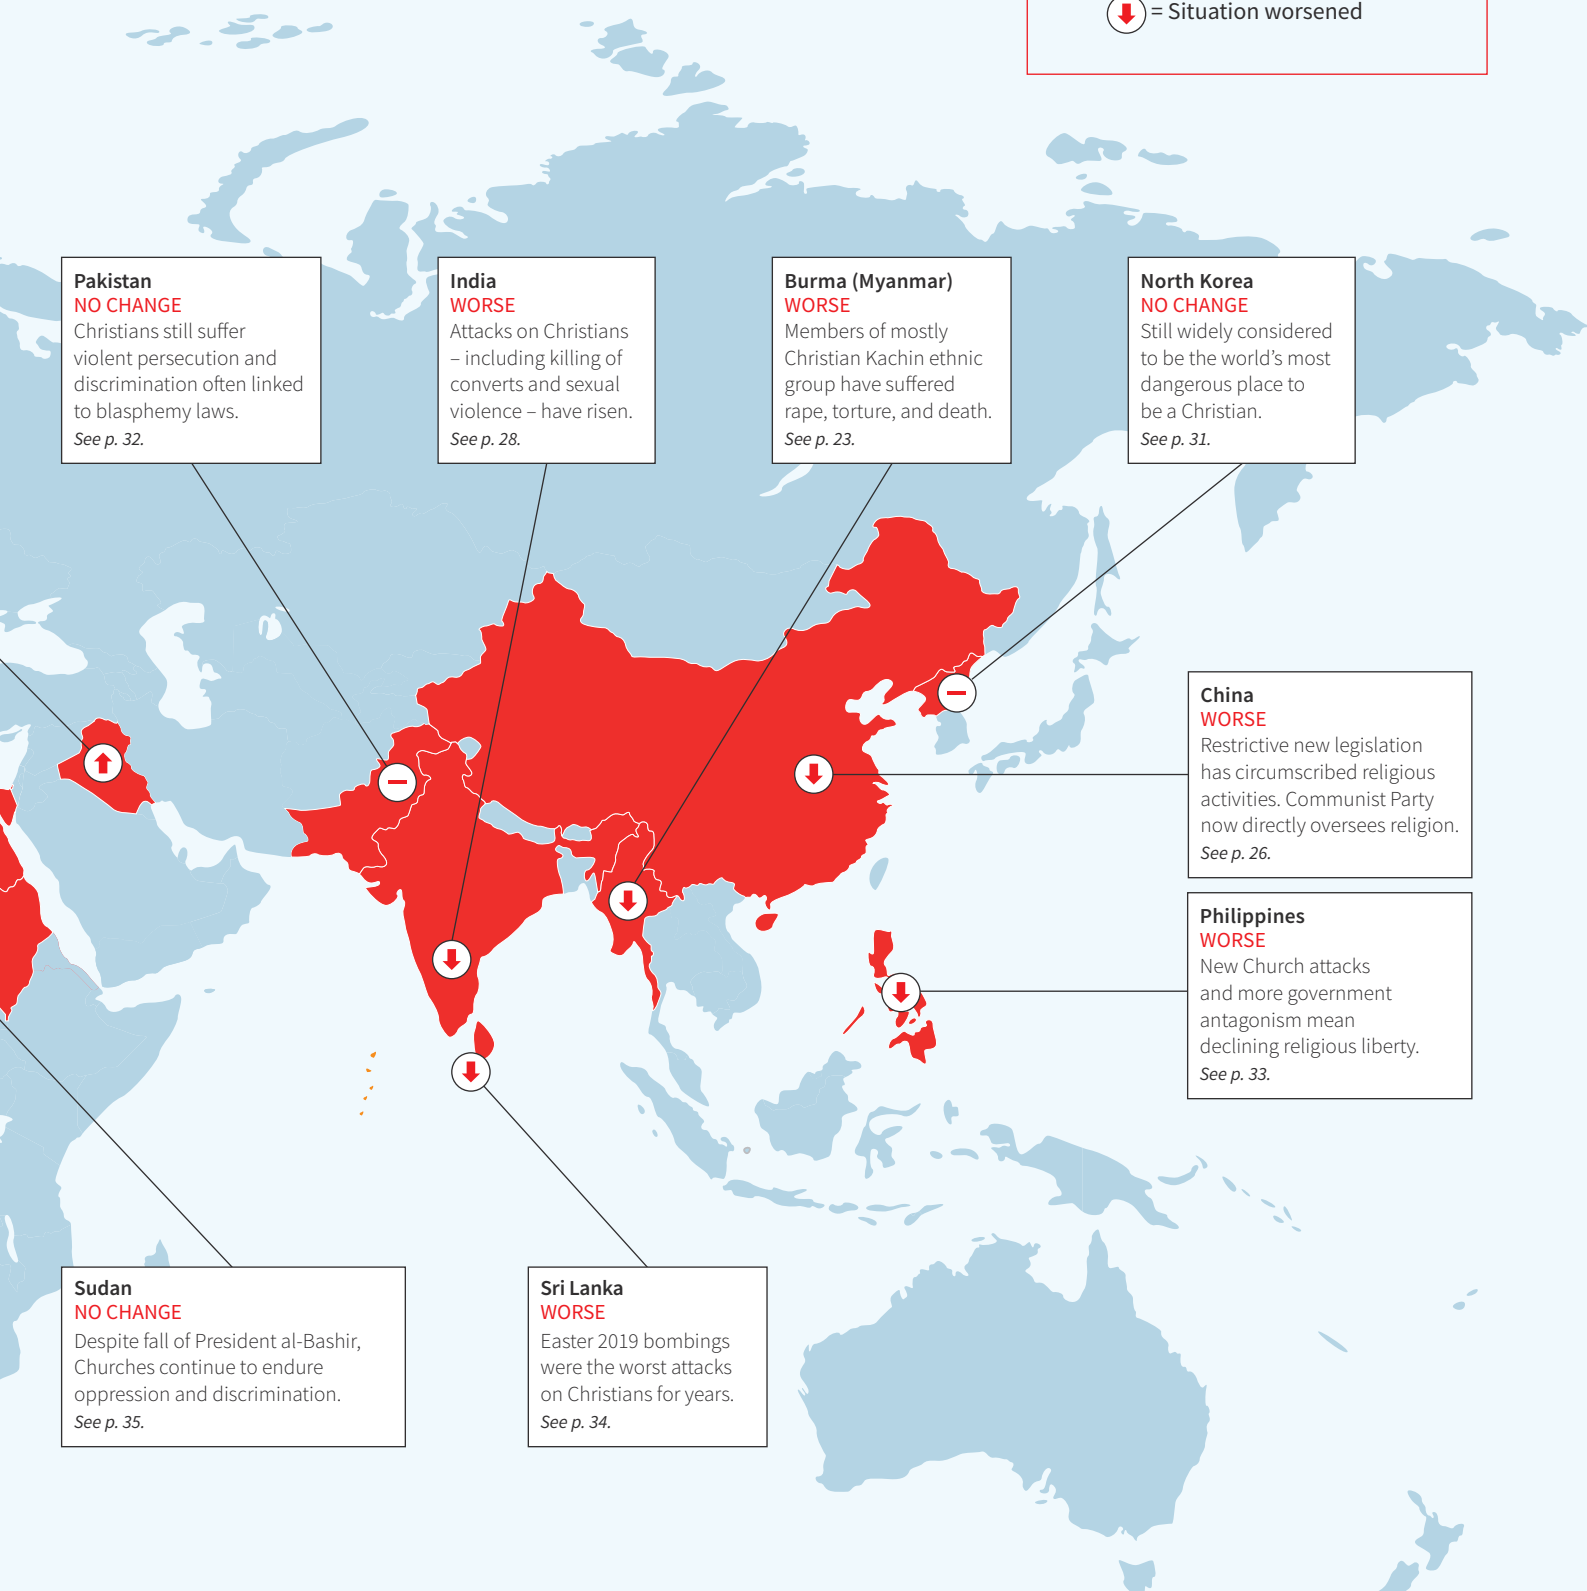 = Situation worsened
Pakistan
NO CHANGE
Christians still suffer
violent persecution and
discrimination often linked
to blasphemy laws.
See p. 32.
India
WORSE
Attacks on Christians
– including killing of
converts and sexual
violence – have risen.
See p. 28.
Burma (Myanmar)
WORSE
Members of mostly
Christian Kachin ethnic
group have suffered
rape, torture, and death.
See p. 23.
North Korea
NO CHANGE
Still widely considered
to be the world’s most
dangerous place to
be a Christian.
See p. 31.
China
WORSE
Restrictive new legislation
has circumscribed religious
activities. Communist Party
now directly oversees religion.
See p. 26.
Philippines
WORSE
New Church attacks
and more government
antagonism mean
declining religious liberty.
See p. 33.
Sudan
NO CHANGE
Despite fall of President al-Bashir,
Churches continue to endure
oppression and discrimination.
See p. 35.
Sri Lanka
WORSE
Easter 2019 bombings
were the worst attacks
on Christians for years.
See p. 34.